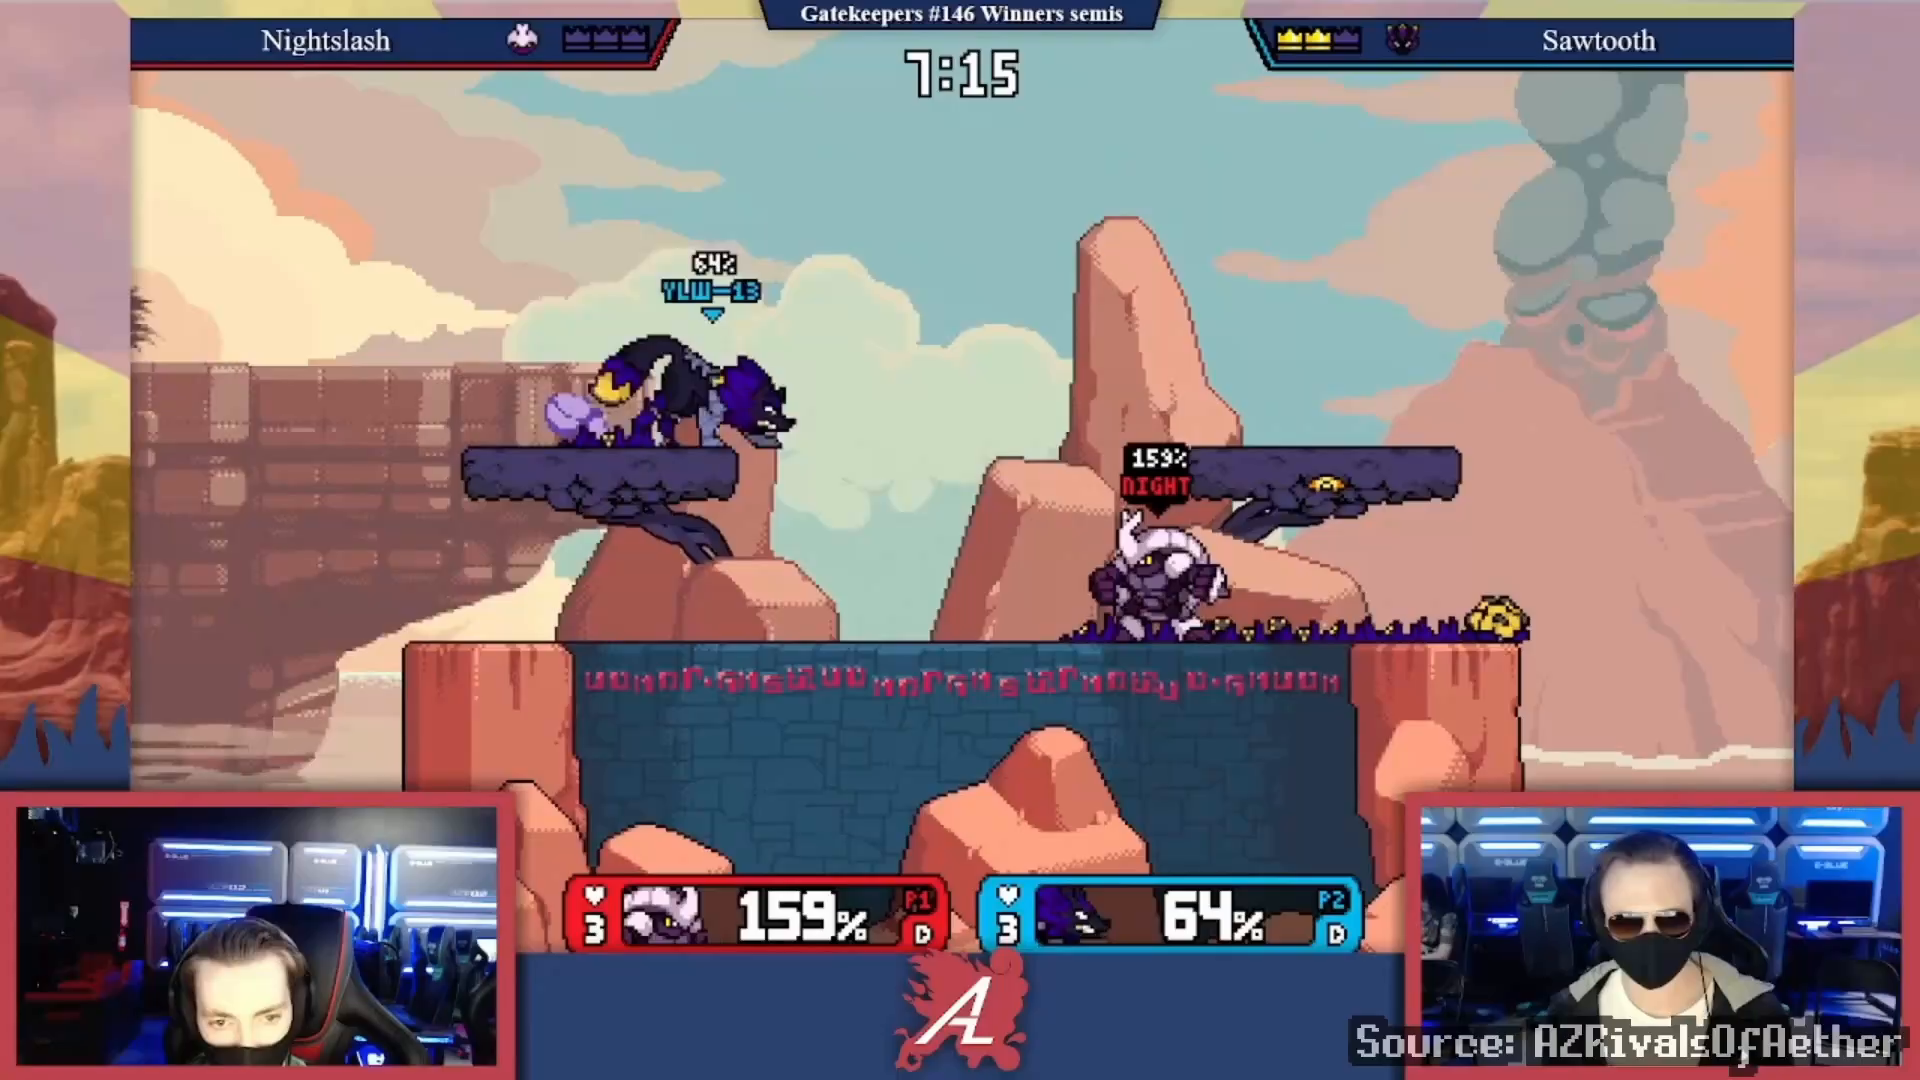 Gatekeepers #146 Winners semis
Nightslash
Sawtooth
7:15
64%
YLW-13
159%
NIGHT
3
159%
P1
D
3
64%
P2
D
A
Source: AZRivalsOfAether